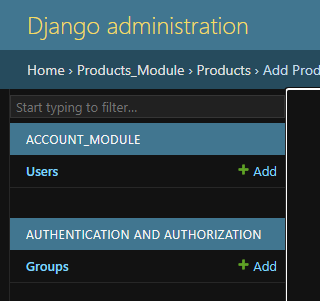 Django administration
Home › Products_Module › Products › Add Prod
Start typing to filter...
ACCOUNT_MODULE
Users + Add
AUTHENTICATION AND AUTHORIZATION
Groups + Add